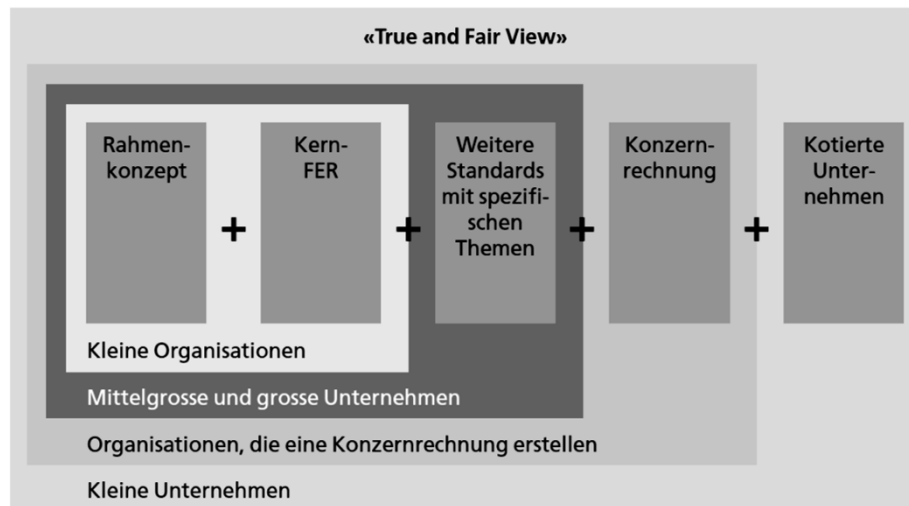 «True and Fair View»
Rahmen-
konzept
+
Kern-
FER
+
Weitere
Standards
mit spezifi-
schen
Themen
+
Konzern-
rechnung
+
Kotierte
Unter-
nehmen
Kleine Organisationen
Mittelgrosse und grosse Unternehmen
Organisationen, die eine Konzernrechnung erstellen
Kleine Unternehmen